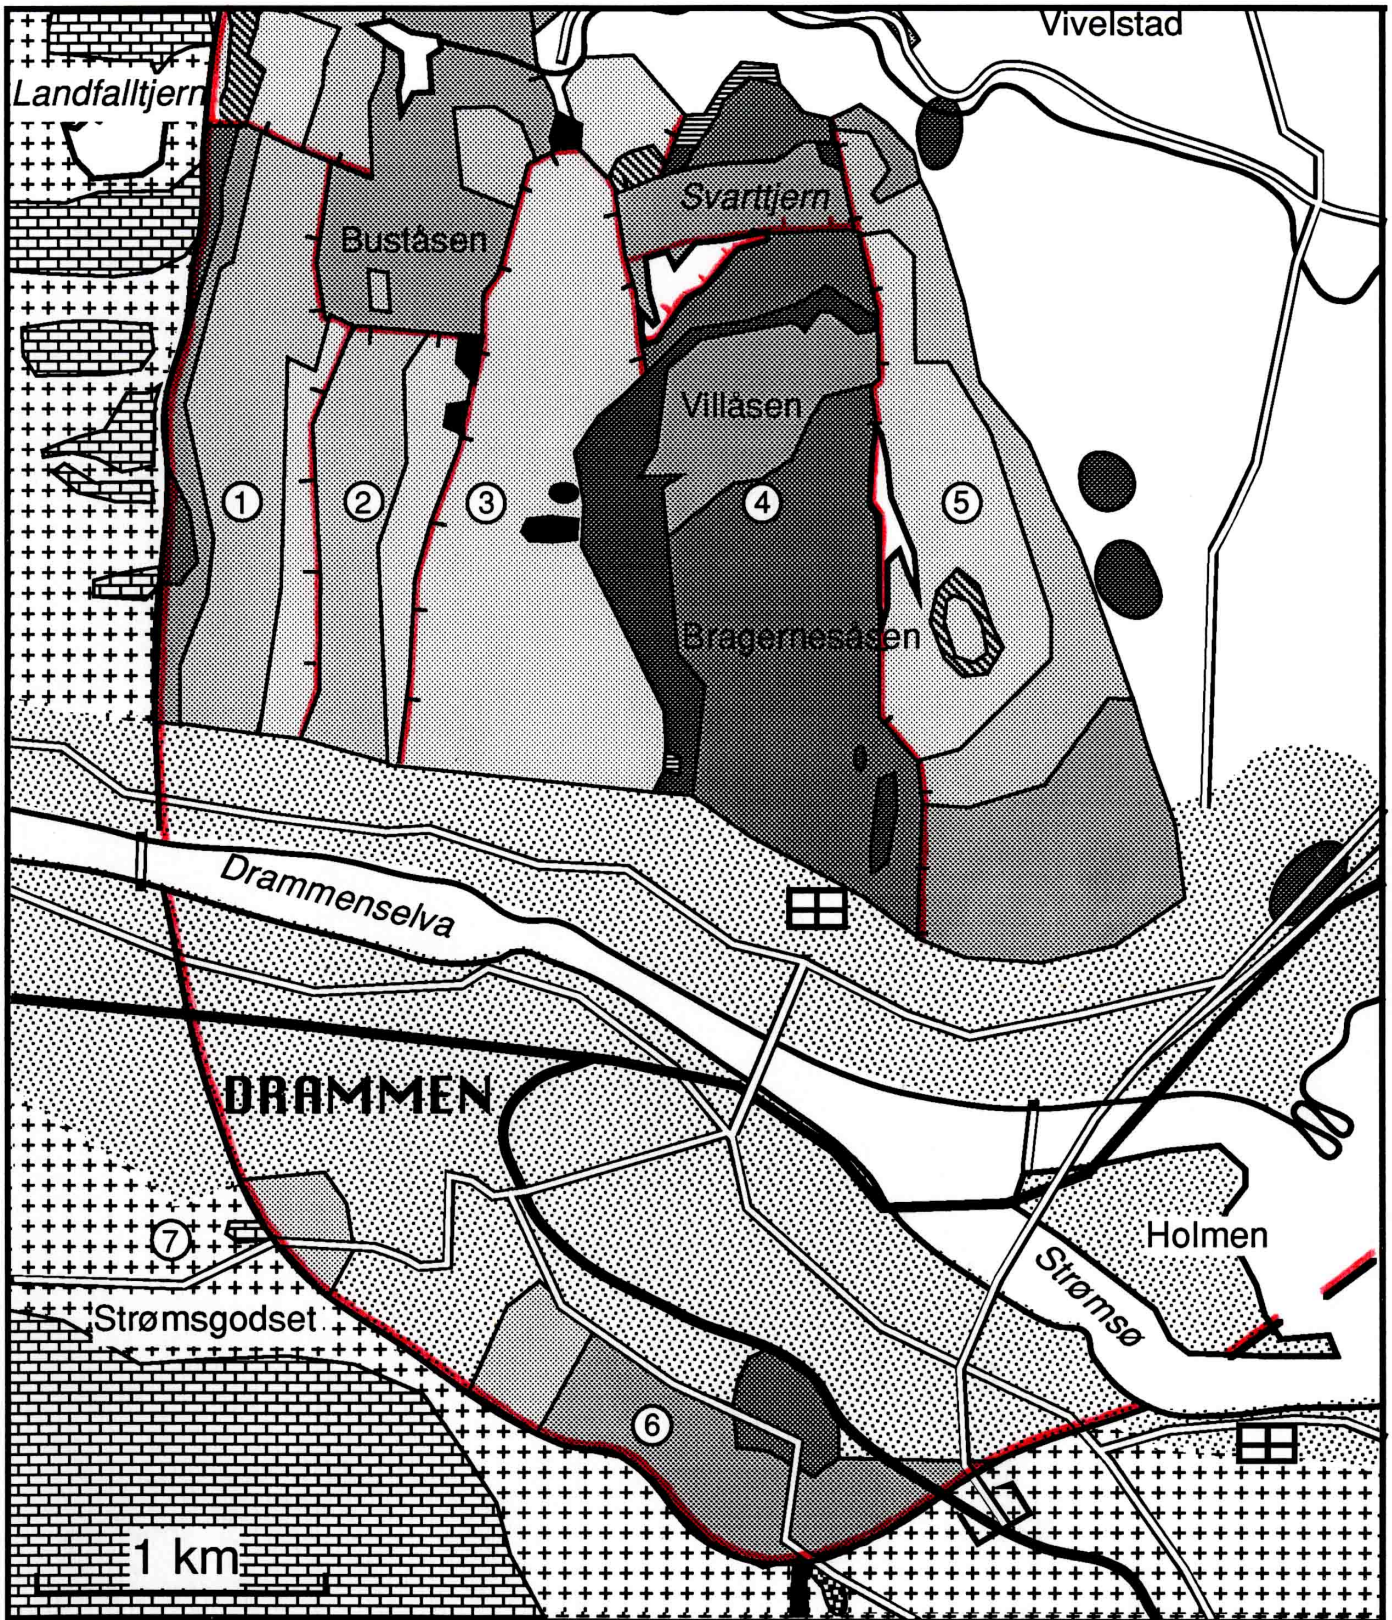 Vivelstad
Landfalltjern
Svarttjern
Buståsen
Villåsen
1
2
3
4
5
Bragernesåsen
Drammenselva
DRAMMEN
7
Holmen
Strømsø
Strømsgodset
6
1 km